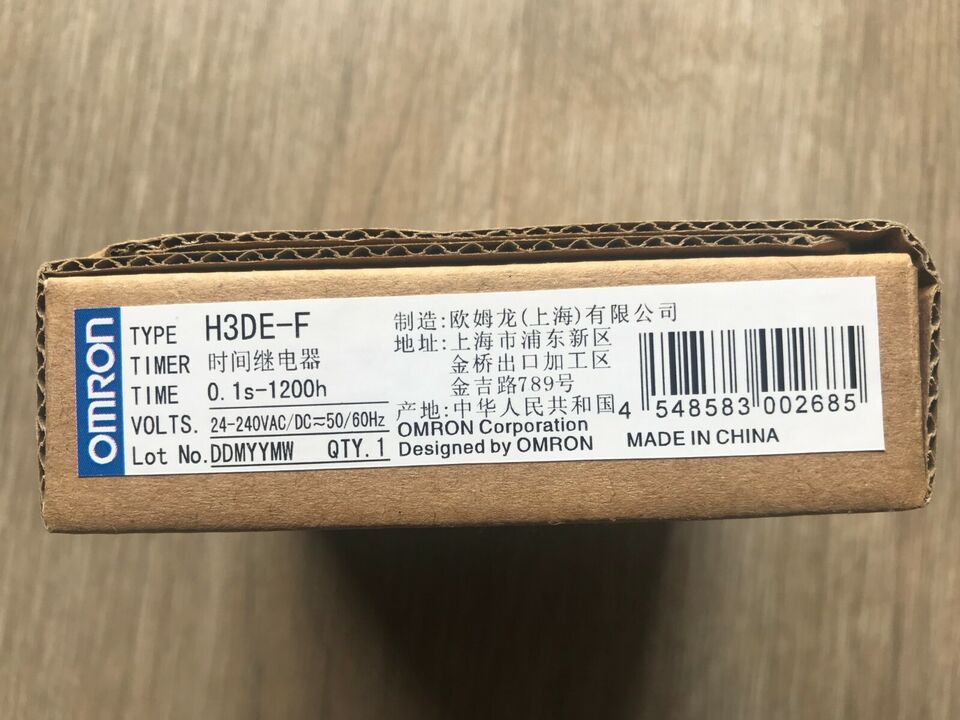 OMRON
TYPE H3DE-F
TIMER 时间继电器
TIME 0.1s-1200h
VOLTS. 24-240VAC/DC≂50/60Hz
Lot No.DDMYYMW QTY.1
制造:欧姆龙(上海)有限公司
地址:上海市浦东新区
金桥出口加工区
金吉路789号
产地:中华人民共和国
OMRON Corporation
Designed by OMRON
4 548583 002685
MADE IN CHINA